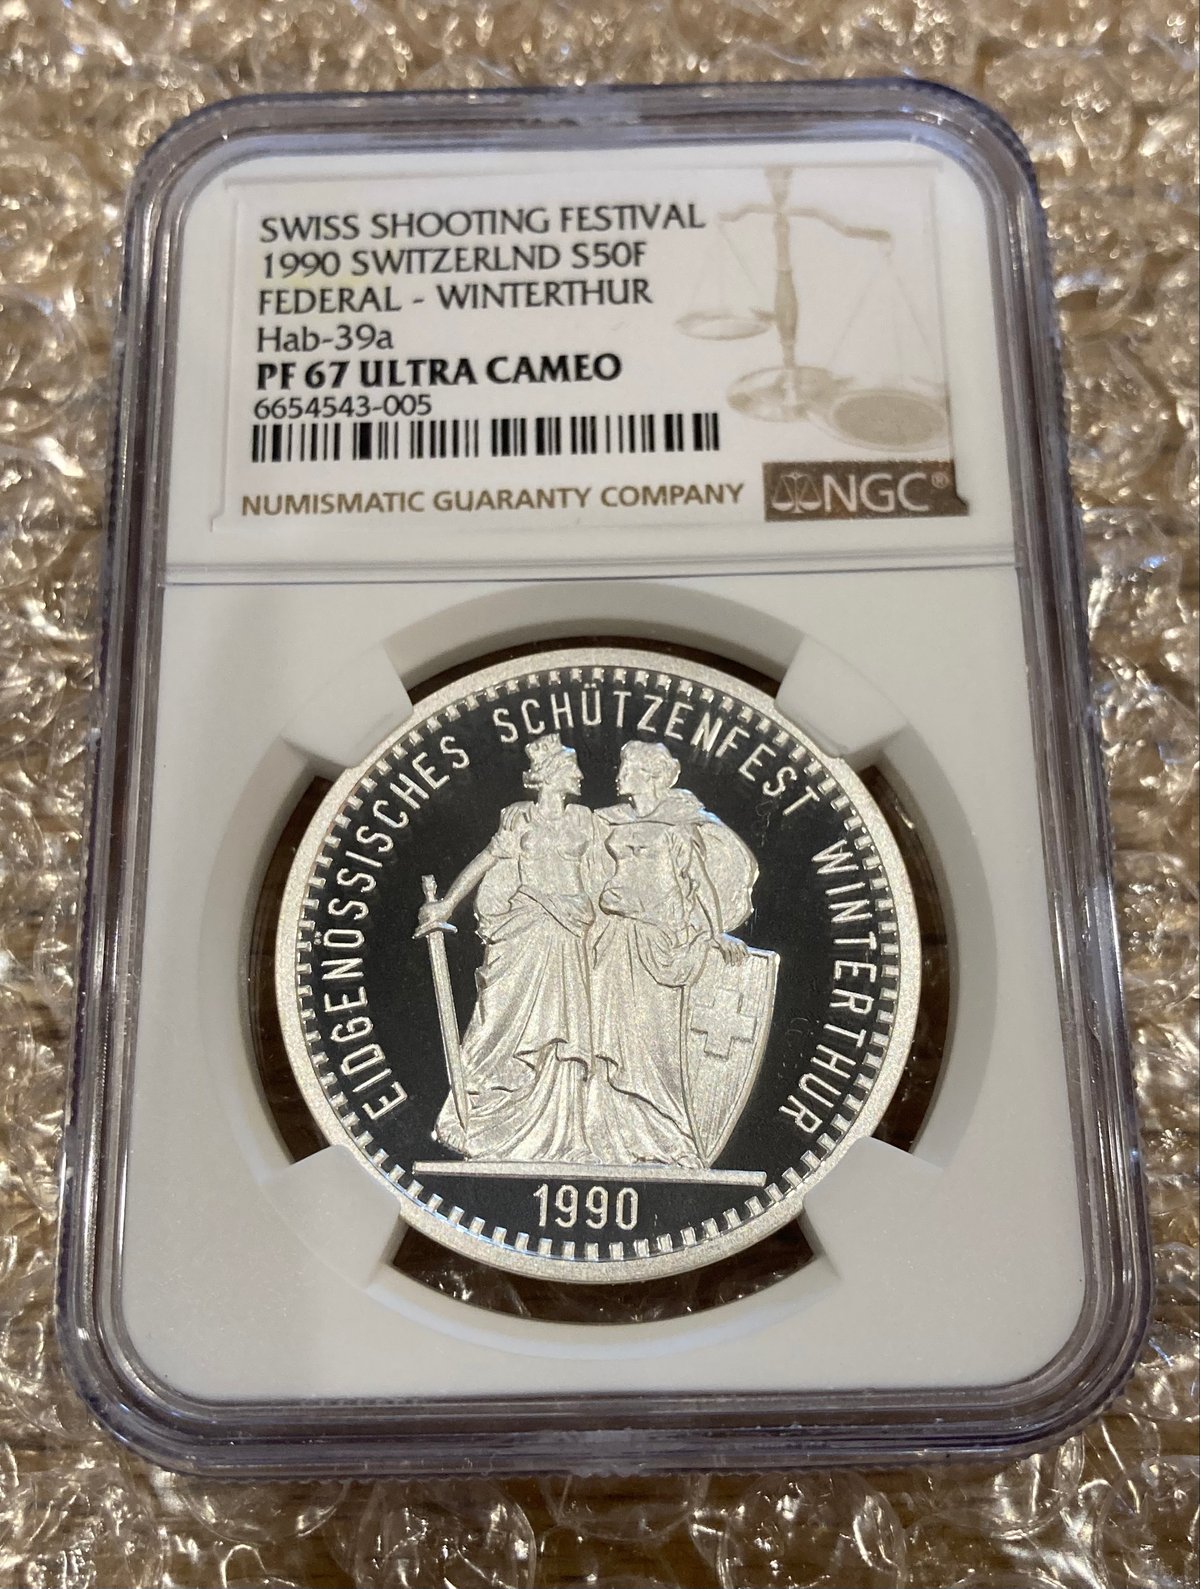 SWISS SHOOTING FESTIVAL
1990 SWITZERLND S50F
FEDERAL - WINTERTHUR
Hab-39a
PF 67 ULTRA CAMEO
6654543-005
NUMISMATIC GUARANTY COMPANY
NGC®
EIDGENÖSSISCHES SCHÜTZENFEST WINTERTHUR
1990